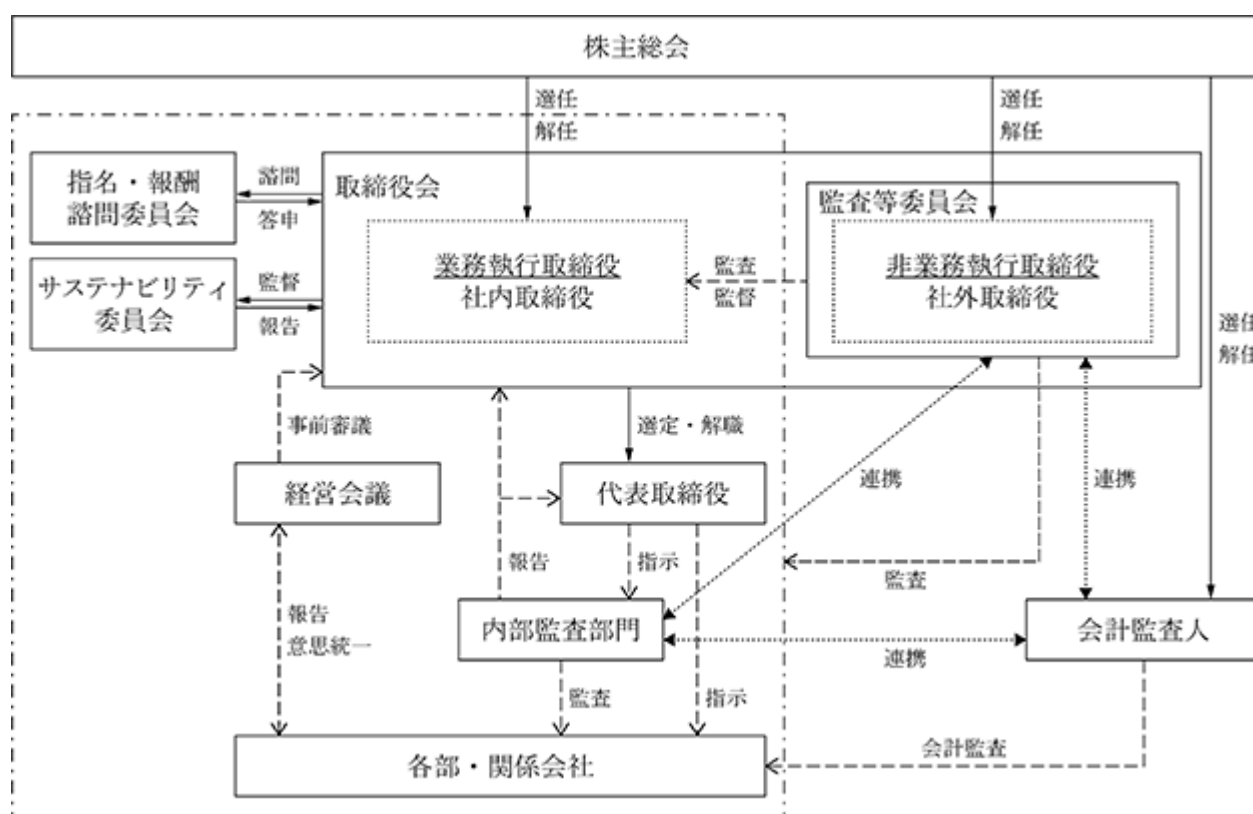 株主総会
選任
解任
選任
解任
指名・報酬
諮問委員会
諮問
答申
取締役会
監査等委員会
業務執行取締役
社内取締役
監査
監督
非業務執行取締役
社外取締役
サステナビリティ
委員会
監督
報告
選任
解任
事前審議
選定・解職
経営会議
代表取締役
連携
連携
報告
指示
監査
報告
意思統一
内部監査部門
連携
会計監査人
監査
指示
会計監査
各部・関係会社